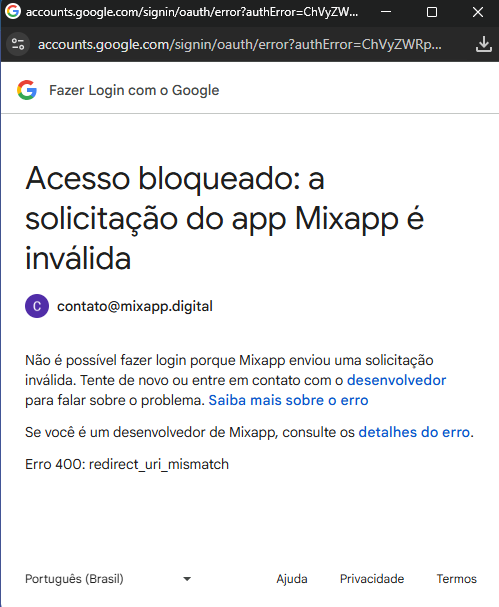 accounts.google.com/signin/oauth/error?authError=ChVyZW...
accounts.google.com/signin/oauth/error?authError=ChVyZWRp...
Fazer Login com o Google
Acesso bloqueado: a
solicitação do app Mixapp é
inválida
C
contato@mixapp.digital
Não é possível fazer login porque Mixapp enviou uma solicitação
inválida. Tente de novo ou entre em contato com o desenvolvedor
para falar sobre o problema. Saiba mais sobre o erro
Se você é um desenvolvedor de Mixapp, consulte os detalhes do erro.
Erro 400: redirect_uri_mismatch
Português (Brasil) Ajuda Privacidade Termos